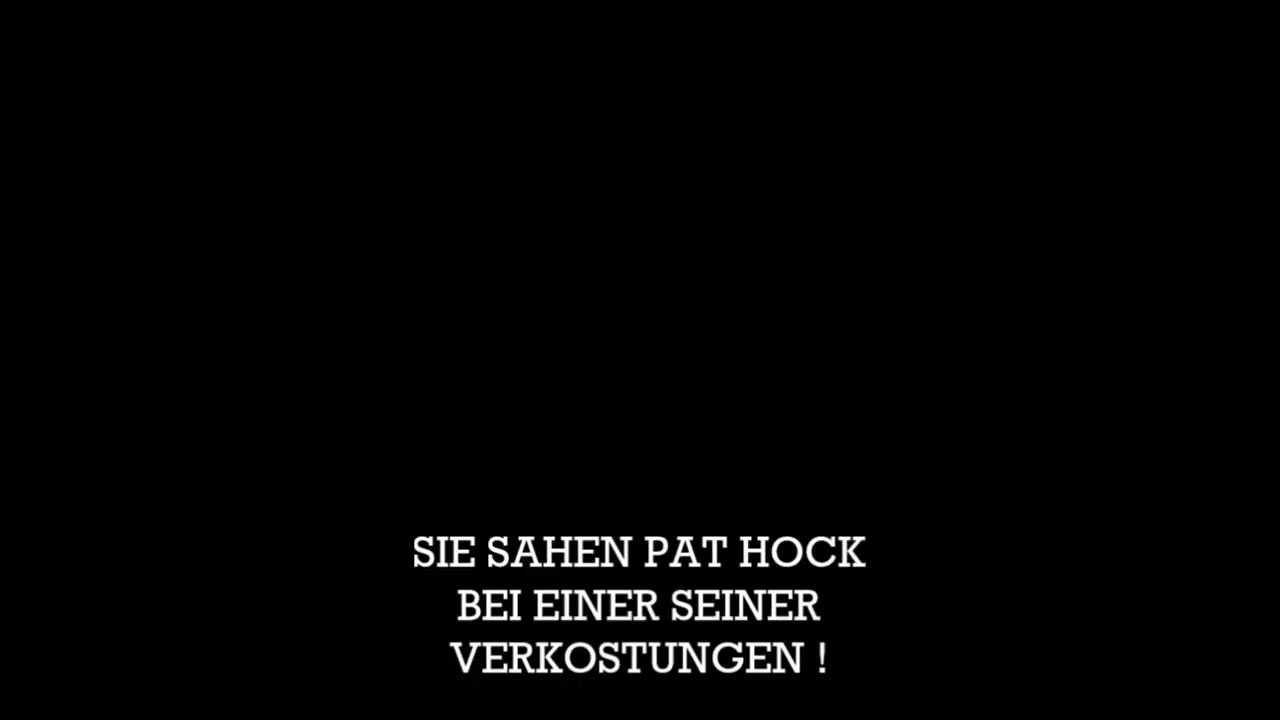 SIE SAHEN PAT HOCK
BEI EINER SEINER
VERKOSTUNGEN !